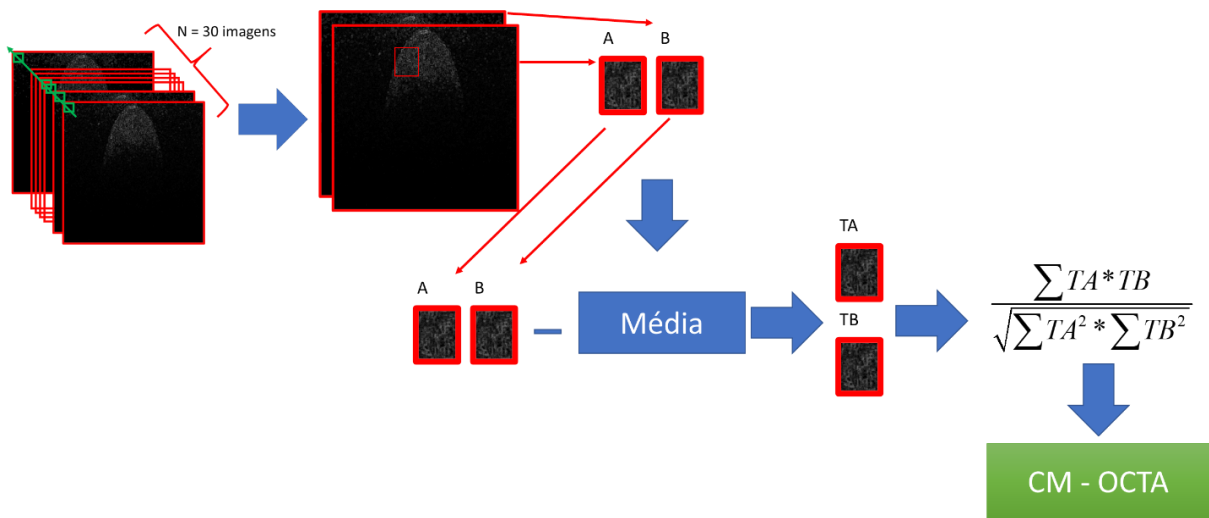 N = 30 imagens
A B
A B
Média
TA
TB
∑TA*TB
√∑TA²*∑TB²
CM - OCTA